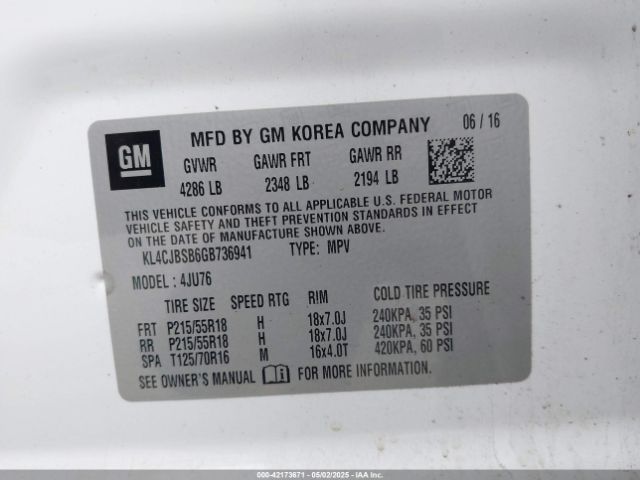 GM
MFD BY GM KOREA COMPANY 06 / 16
GVWR GAWR FRT GAWR RR
4286 LB 2348 LB 2194 LB
THIS VEHICLE CONFORMS TO ALL APPLICABLE U.S. FEDERAL MOTOR
VEHICLE SAFETY AND THEFT PREVENTION STANDARDS IN EFFECT
ON THE DATE OF MANUFACTURE SHOWN ABOVE.
KL4CJBSB6GB736941 TYPE: MPV
MODEL : 4JU76
TIRE SIZE SPEED RTG RIM COLD TIRE PRESSURE
FRT P215/55R18 H 18x7.0J 240KPA, 35 PSI
RR P215/55R18 H 18x7.0J 240KPA, 35 PSI
SPA T125/70R16 M 16x4.0T 420KPA, 60 PSI
SEE OWNER'S MANUAL FOR MORE INFORMATION.
000-42173671 - 05/02/2025 - IAA Inc.